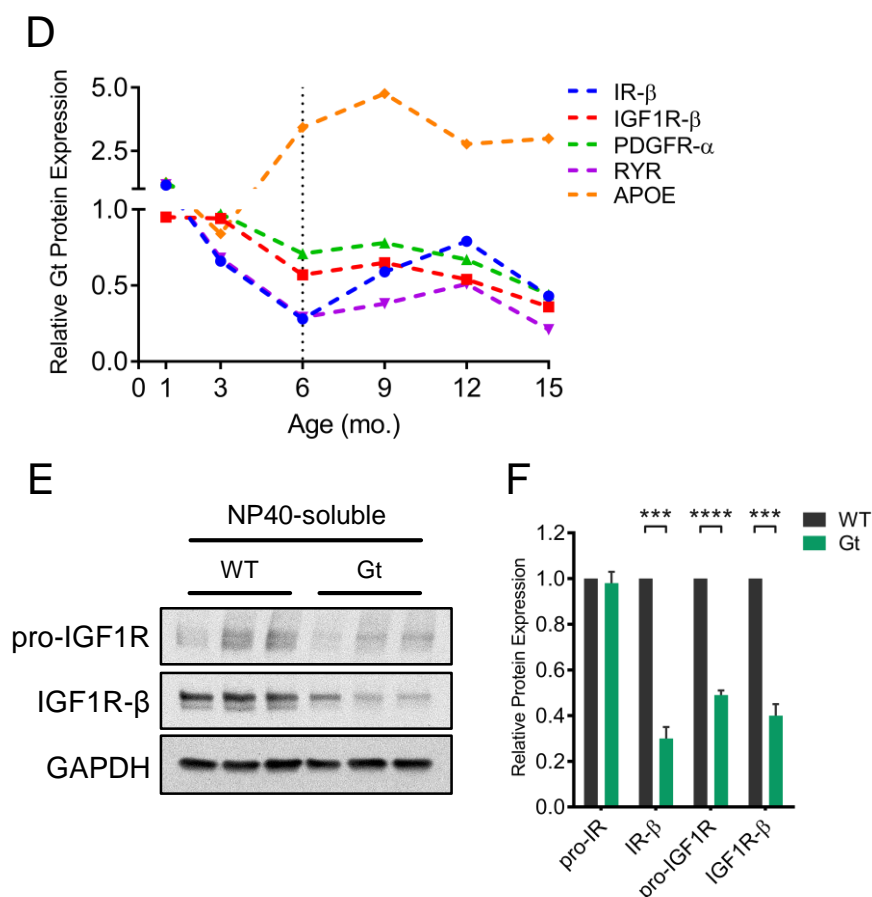 D
Relative Gt Protein Expression
5.0
2.5
1.0
0.5
0.0
0 1 3 6 9 12 15
Age (mo.)
IR-β
IGF1R-β
PDGFR-α
RYR
APOE
E
NP40-soluble
WT Gt
pro-IGF1R
IGF1R-β
GAPDH
F
Relative Protein Expression
1.2
1.0
0.8
0.6
0.4
0.2
0.0
*** **** ***
WT
Gt
pro-IR IR-β pro-IGF1R IGF1R-β